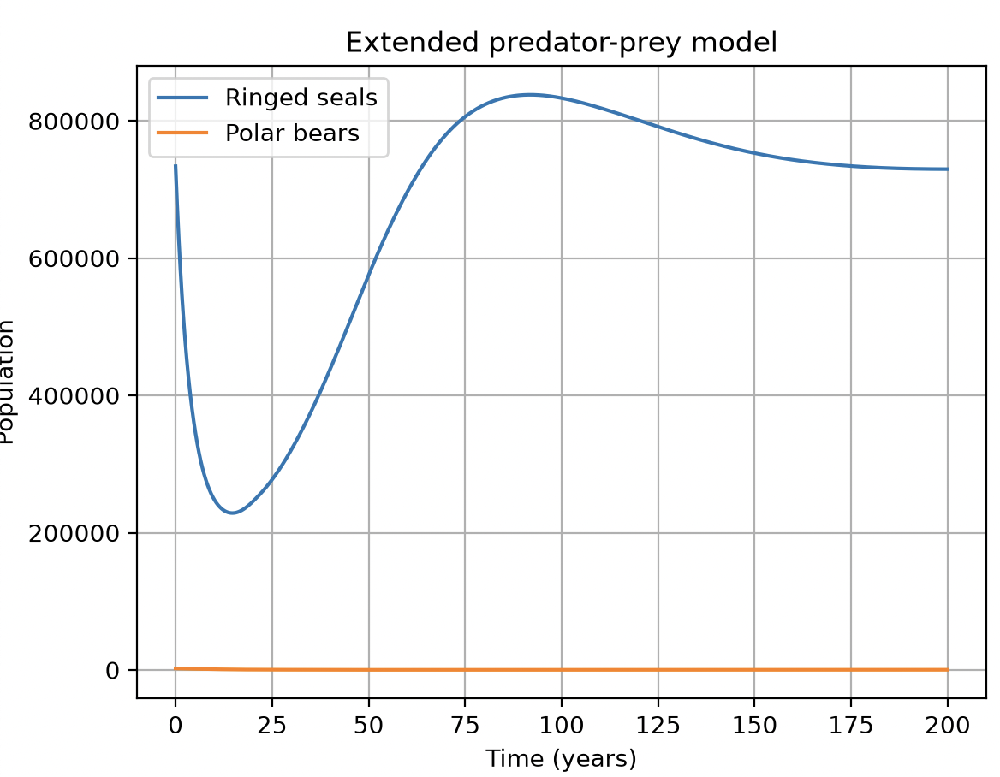 Extended predator-prey model
Ringed seals
Polar bears
800000
600000
400000
200000
0
Population
0 25 50 75 100 125 150 175 200
Time (years)